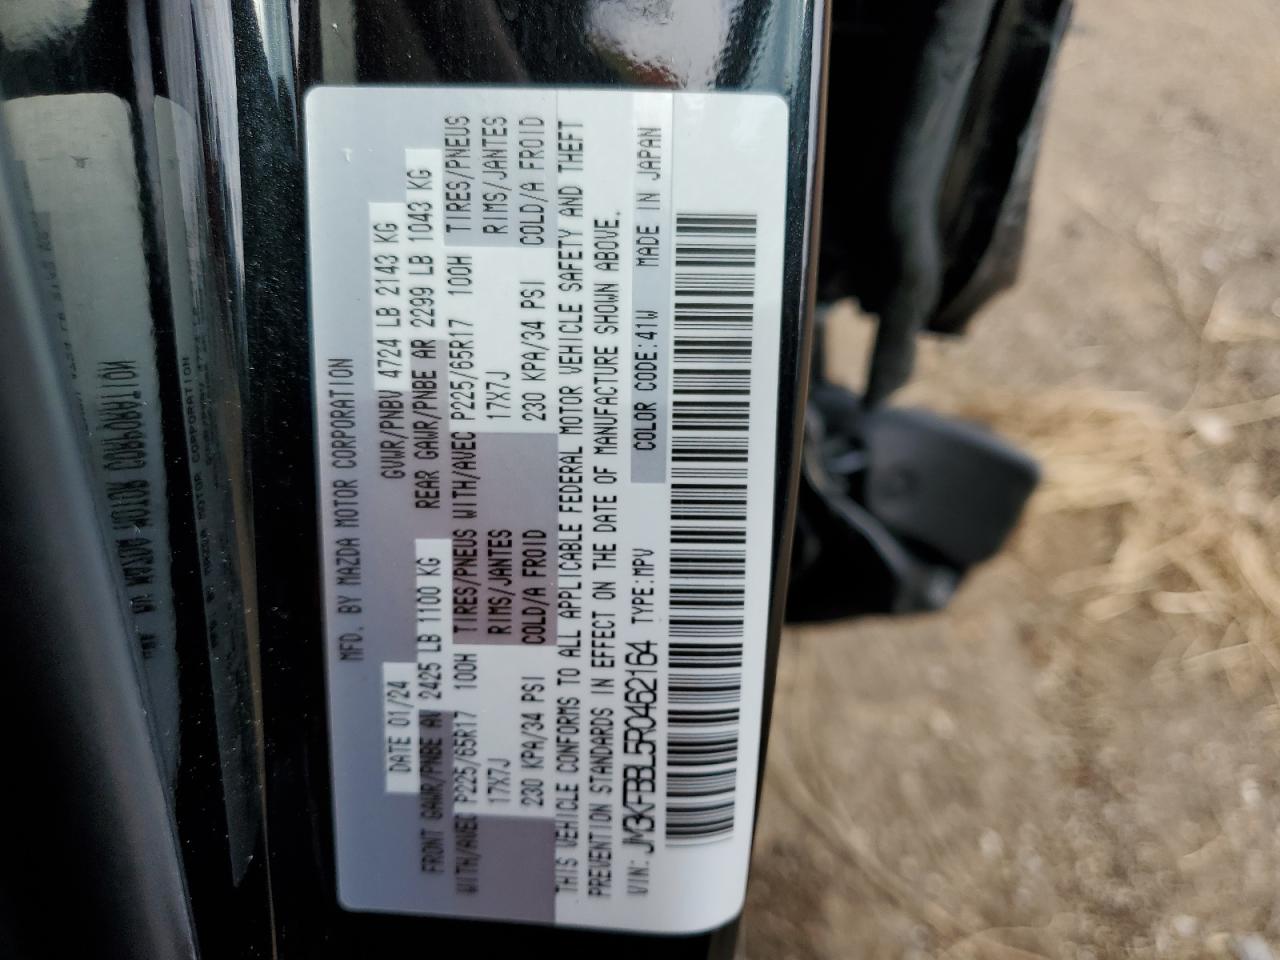 MFD. BY MAZDA MOTOR CORPORATION
DATE 01/24 GVWR/PNBV 4724 LB 2143 KG
FRONT GAWR/PNBE AV 2425 LB 1100 KG REAR GAWR/PNBE AR 2299 LB 1043 KG
WITH/AVEC P225/65R17 100H TIRES/PNEUS WITH/AVEC P225/65R17 100H TIRES/PNEUS
17X7J RIMS/JANTES 17X7J RIMS/JANTES
230 KPA/34 PSI COLD/A FROID 230 KPA/34 PSI COLD/A FROID
THIS VEHICLE CONFORMS TO ALL APPLICABLE FEDERAL MOTOR VEHICLE SAFETY AND THEFT
PREVENTION STANDARDS IN EFFECT ON THE DATE OF MANUFACTURE SHOWN ABOVE.
VIN: JM3KFBBL5R0462164 TYPE:MPV COLOR CODE:41W MADE IN JAPAN